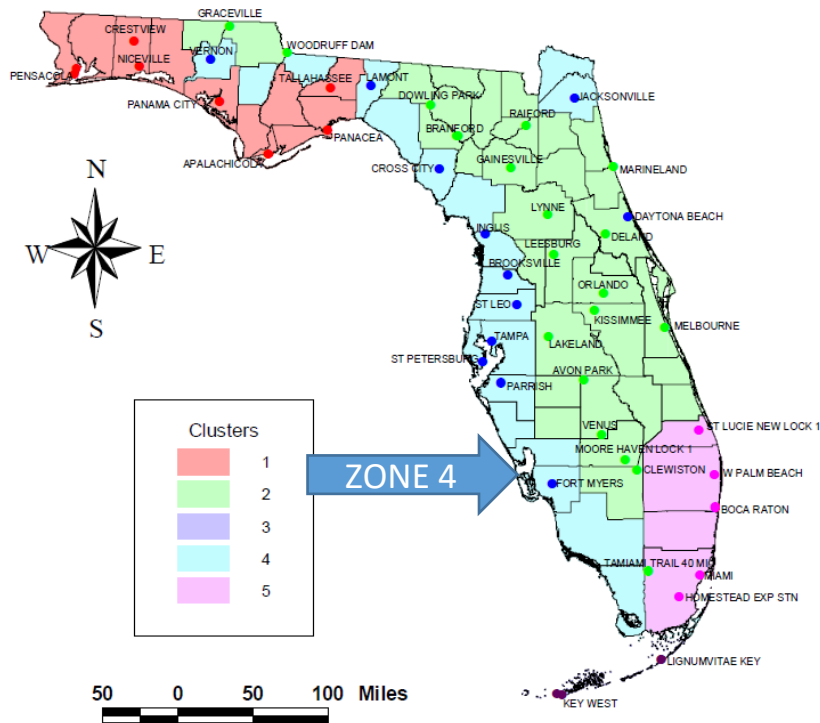 GRACEVILLE
CRESTVIEW
WOODRUFF DAM
VERNON
NICEVILLE
PENSACOLA
TALLAHASSEE
LAMONT
JACKSONVILLE
PANAMA CITY
DOWLING PARK
RAIFORD
BRANFORD
PANACEA
APALACHICOLA
CROSS CITY
GAINESVILLE
MARINELAND
N
W
E
S
LYNNE
DAYTONA BEACH
INGLIS
DELAND
LEESBURG
BROOKSVILLE
ORLANDO
ST LEO
KISSIMMEE
MELBOURNE
TAMPA
LAKELAND
ST PETERSBURG
AVON PARK
PARRISH
VENUS
ST LUCIE NEW LOCK 1
MOORE HAVEN LOCK 1
CLEWISTON
W PALM BEACH
FORT MYERS
BOCA RATON
Clusters
1
2
3
4
5
ZONE 4
TAMIAMI TRAIL 40 MI
MIAMI
HOMESTEAD EXP STN
LIGNUMVITAE KEY
KEY WEST
50 0 50 100 Miles